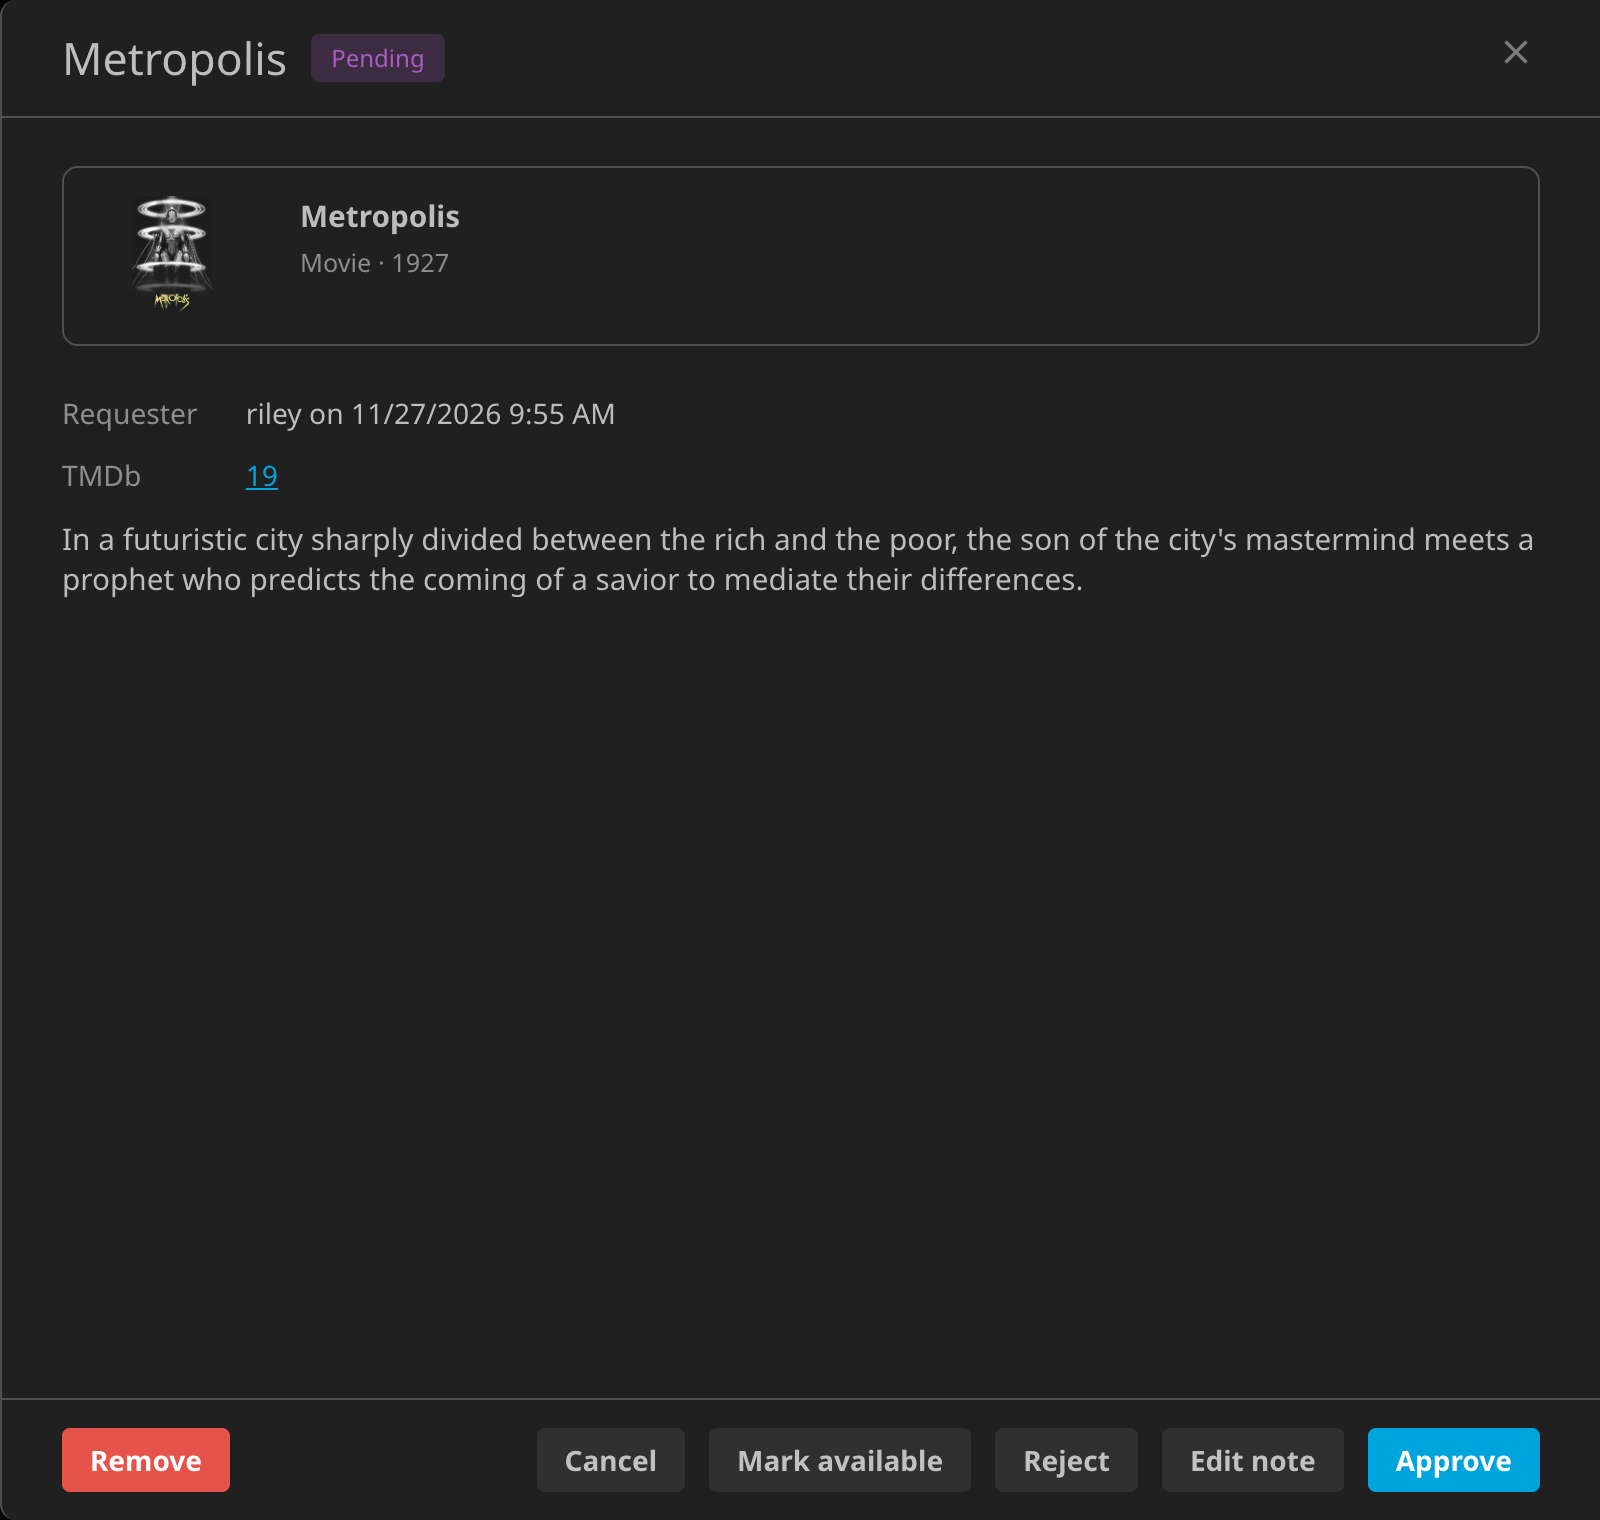 Metropolis
Pending
METROPOLIS
Metropolis
Movie · 1927
Requester riley on 11/27/2026 9:55 AM
TMDb 19
In a futuristic city sharply divided between the rich and the poor, the son of the city's mastermind meets a
prophet who predicts the coming of a savior to mediate their differences.
Remove Cancel Mark available Reject Edit note Approve